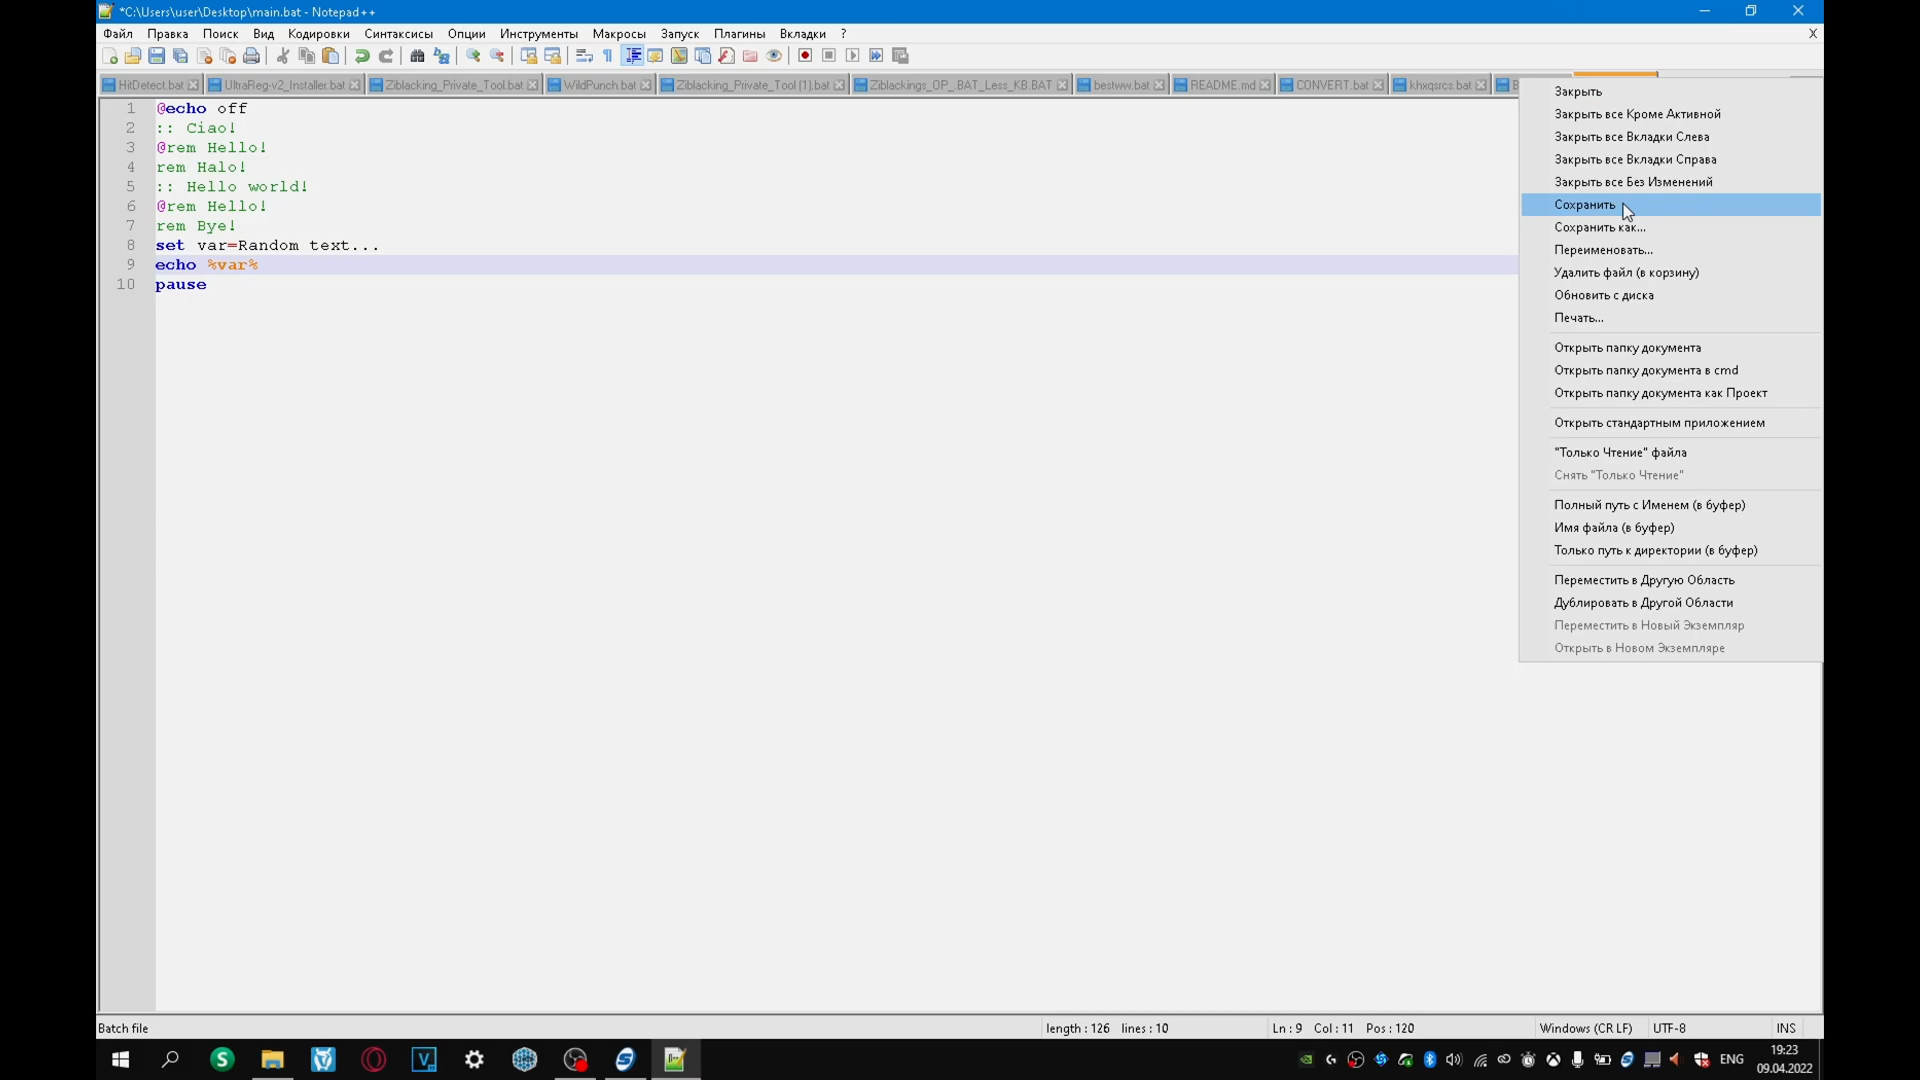 *C:\Users\user\Desktop\main.bat - Notepad++
Файл Правка Поиск Вид Кодировки Синтаксисы Опции Инструменты Макросы Запуск Плагины Вкладки ? X
HitDetect.bat UltraReg-v2_Installer.bat Ziblacking_Private_Tool.bat WildPunch.bat Ziblacking_Private_Tool (1).bat Ziblackings_OP_.BAT_Less_KB.BAT bestww.bat README.md CONVERT.bat khxqsrcs.bat
1 @echo off
2 :: Ciao!
3 @rem Hello!
4 rem Halo!
5 :: Hello world!
6 @rem Hello!
7 rem Bye!
8 set var=Random text...
9 echo %var%
10 pause
Закрыть
Закрыть все Кроме Активной
Закрыть все Вкладки Слева
Закрыть все Вкладки Справа
Закрыть все Без Изменений
Сохранить
Сохранить как...
Переименовать...
Удалить файл (в корзину)
Обновить с диска
Печать...
Открыть папку документа
Открыть папку документа в cmd
Открыть папку документа как Проект
Открыть стандартным приложением
"Только Чтение" файла
Снять "Только Чтение"
Полный путь с Именем (в буфер)
Имя файла (в буфер)
Только путь к директории (в буфер)
Переместить в Другую Область
Дублировать в Другой Области
Переместить в Новый Экземпляр
Открыть в Новом Экземпляре
Batch file length : 126 lines : 10 Ln : 9 Col : 11 Pos : 120 Windows (CR LF) UTF-8 INS
ENG 19:23
09.04.2022